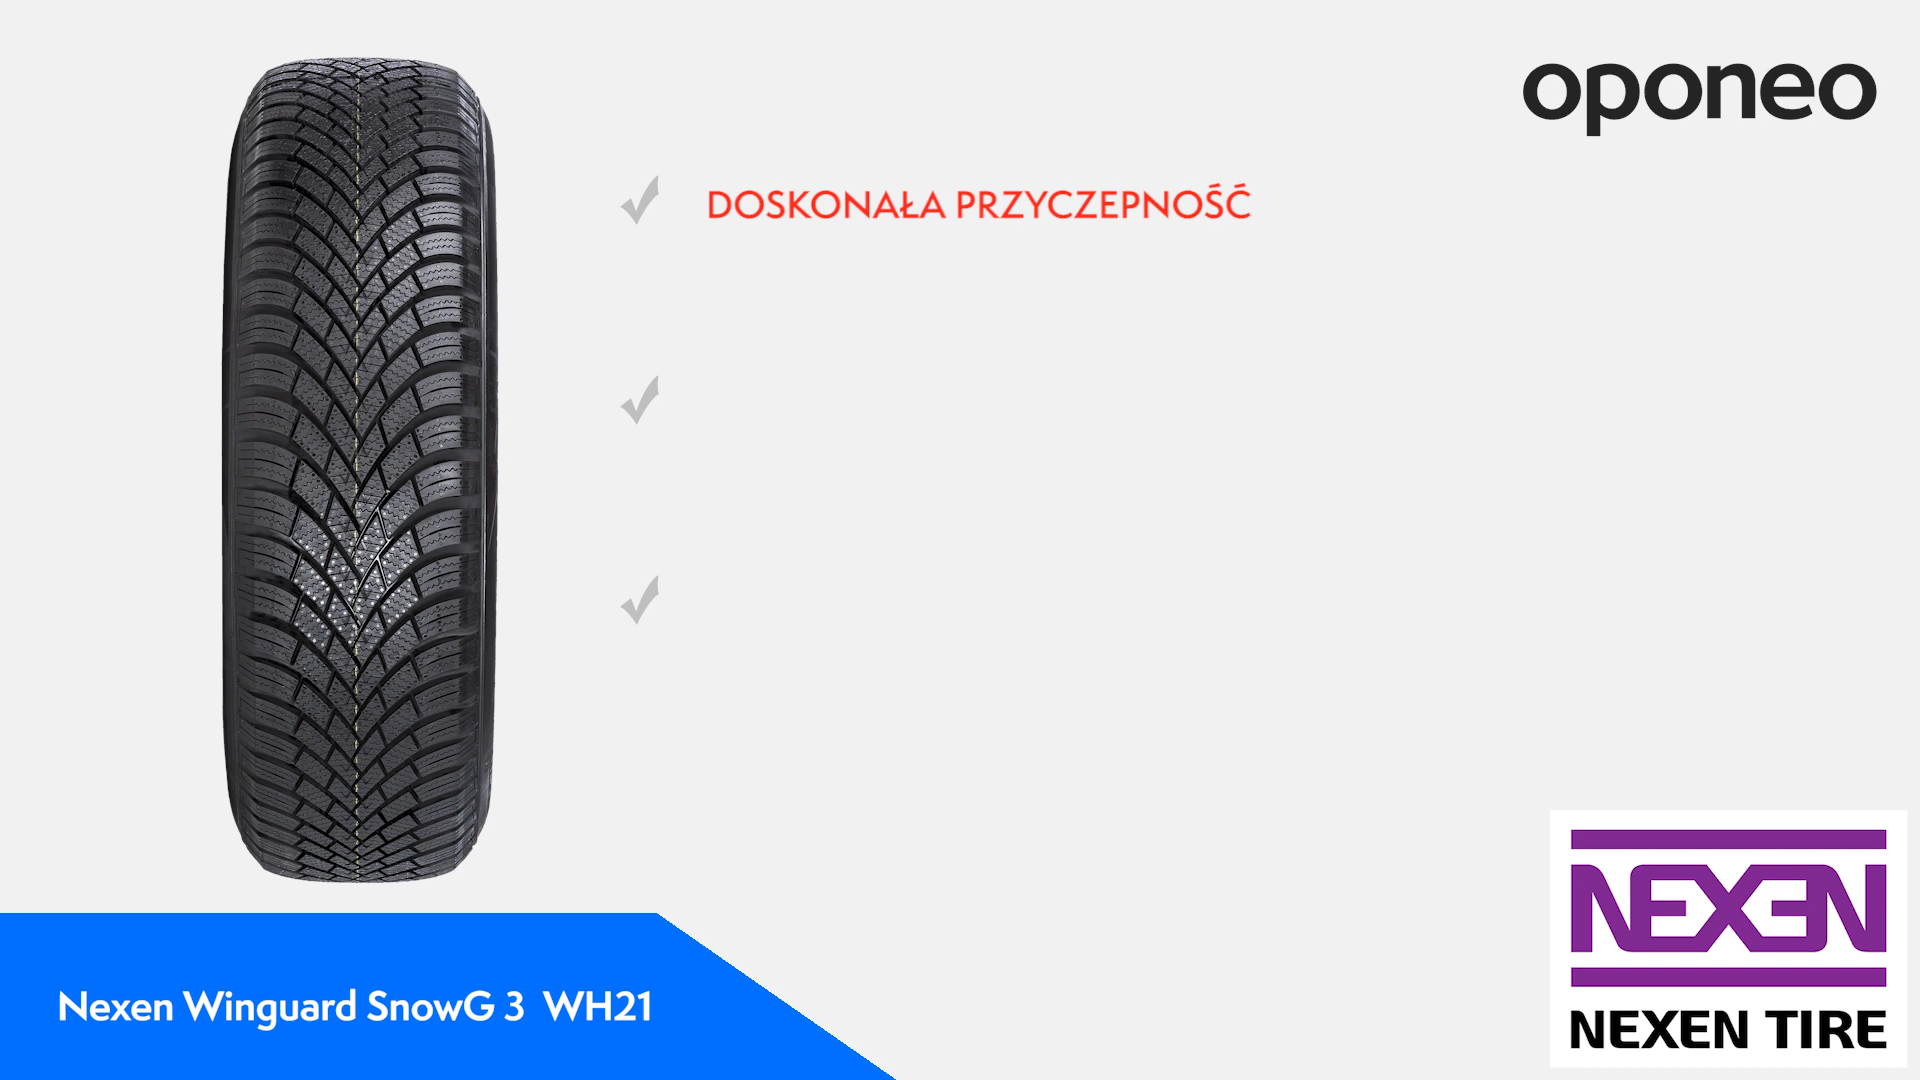 oponeo
DOSKONAŁA PRZYCZEPNOŚĆ
NEXEN
NEXEN TIRE
Nexen Winguard SnowG 3 WH21